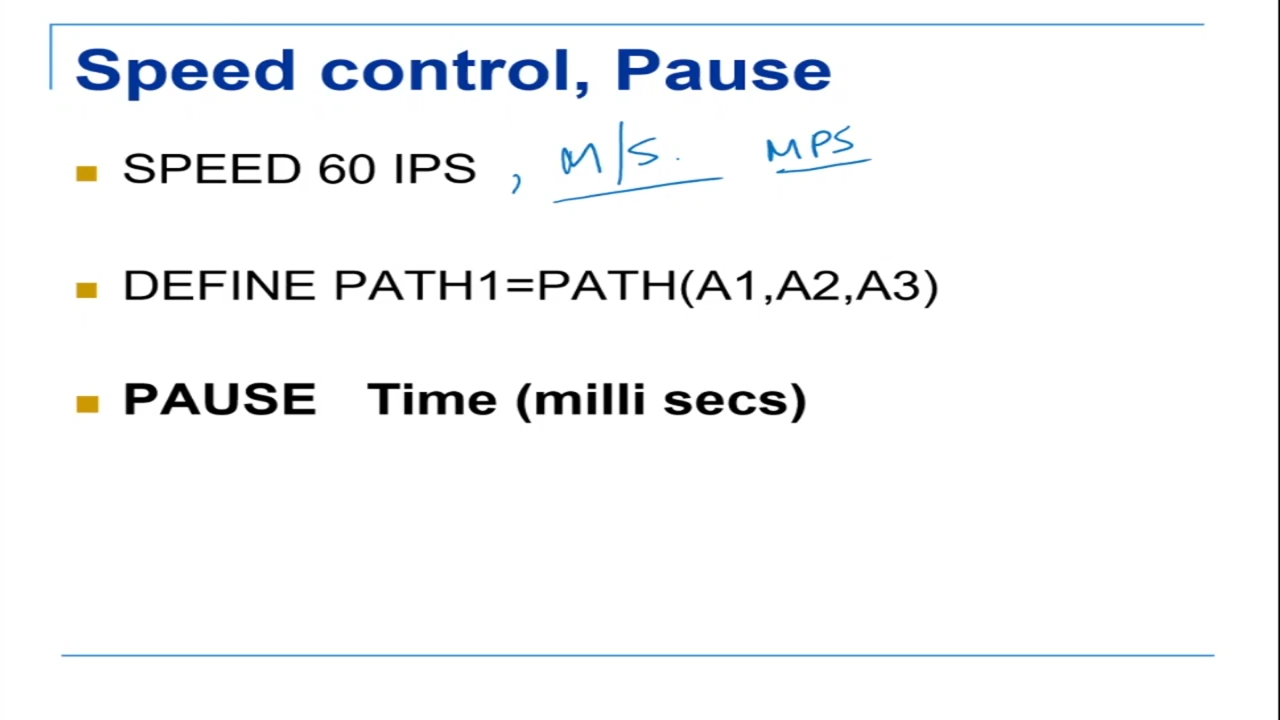 Speed control, Pause
SPEED 60 IPS , M/S. MPS
DEFINE PATH1=PATH(A1,A2,A3)
PAUSE Time (milli secs)